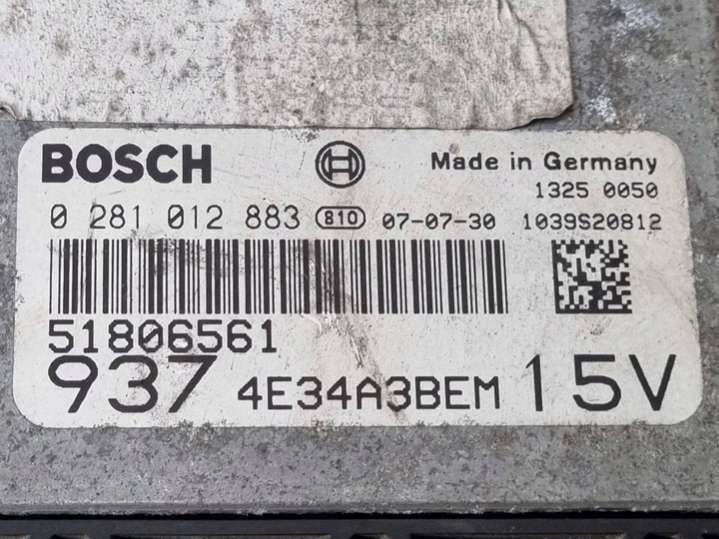 BOSCH Made in Germany
1325 0050
0 281 012 883 810 07-07-30 1039S20812
51806561
937 4E34A3BEM 15V